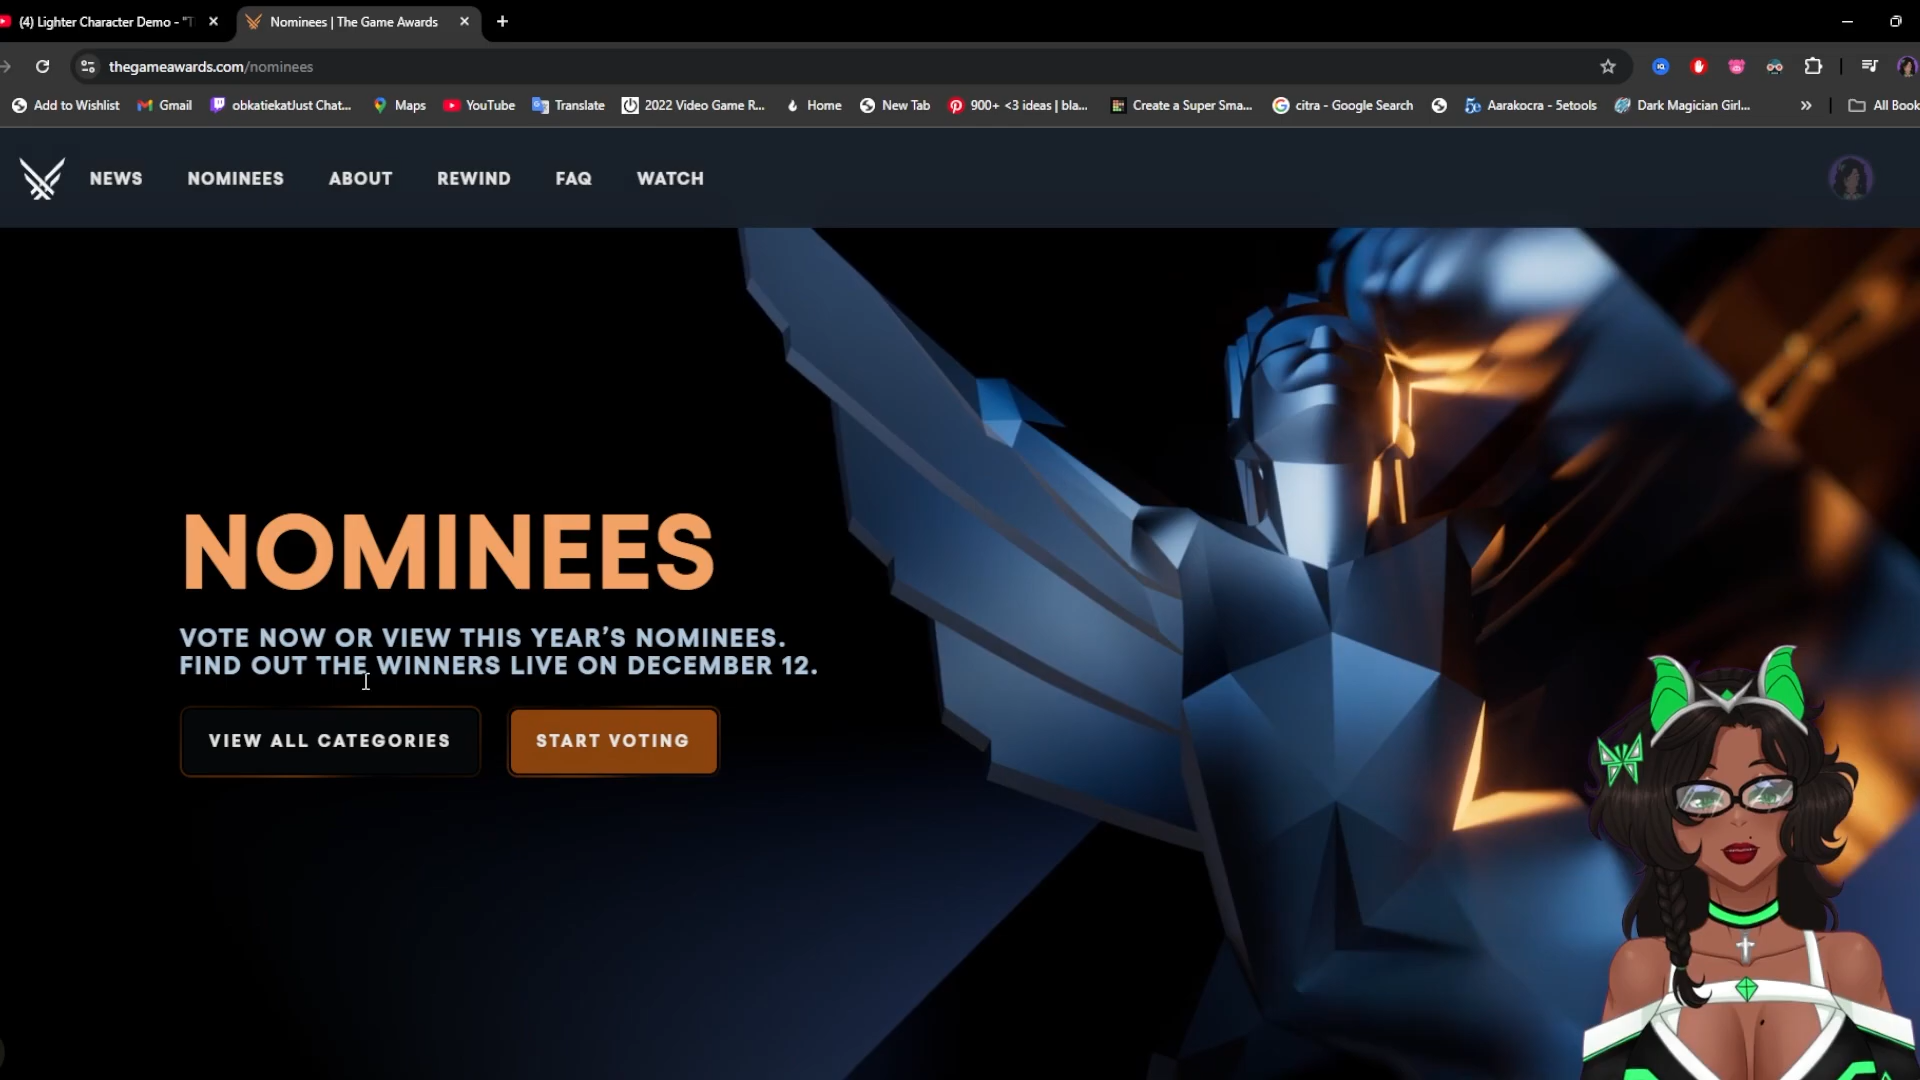 (4) Lighter Character Demo - "T
Nominees | The Game Awards
thegameawards.com/nominees
Add to Wishlist
Gmail
obkatiekatJust Chat...
Maps
YouTube
Translate
2022 Video Game R...
Home
New Tab
900+ <3 ideas | bla...
Create a Super Sma...
citra - Google Search
Aarakocra - 5etools
Dark Magician Girl...
All Book
NEWS
NOMINEES
ABOUT
REWIND
FAQ
WATCH
NOMINEES
VOTE NOW OR VIEW THIS YEAR’S NOMINEES.
FIND OUT THE WINNERS LIVE ON DECEMBER 12.
VIEW ALL CATEGORIES
START VOTING